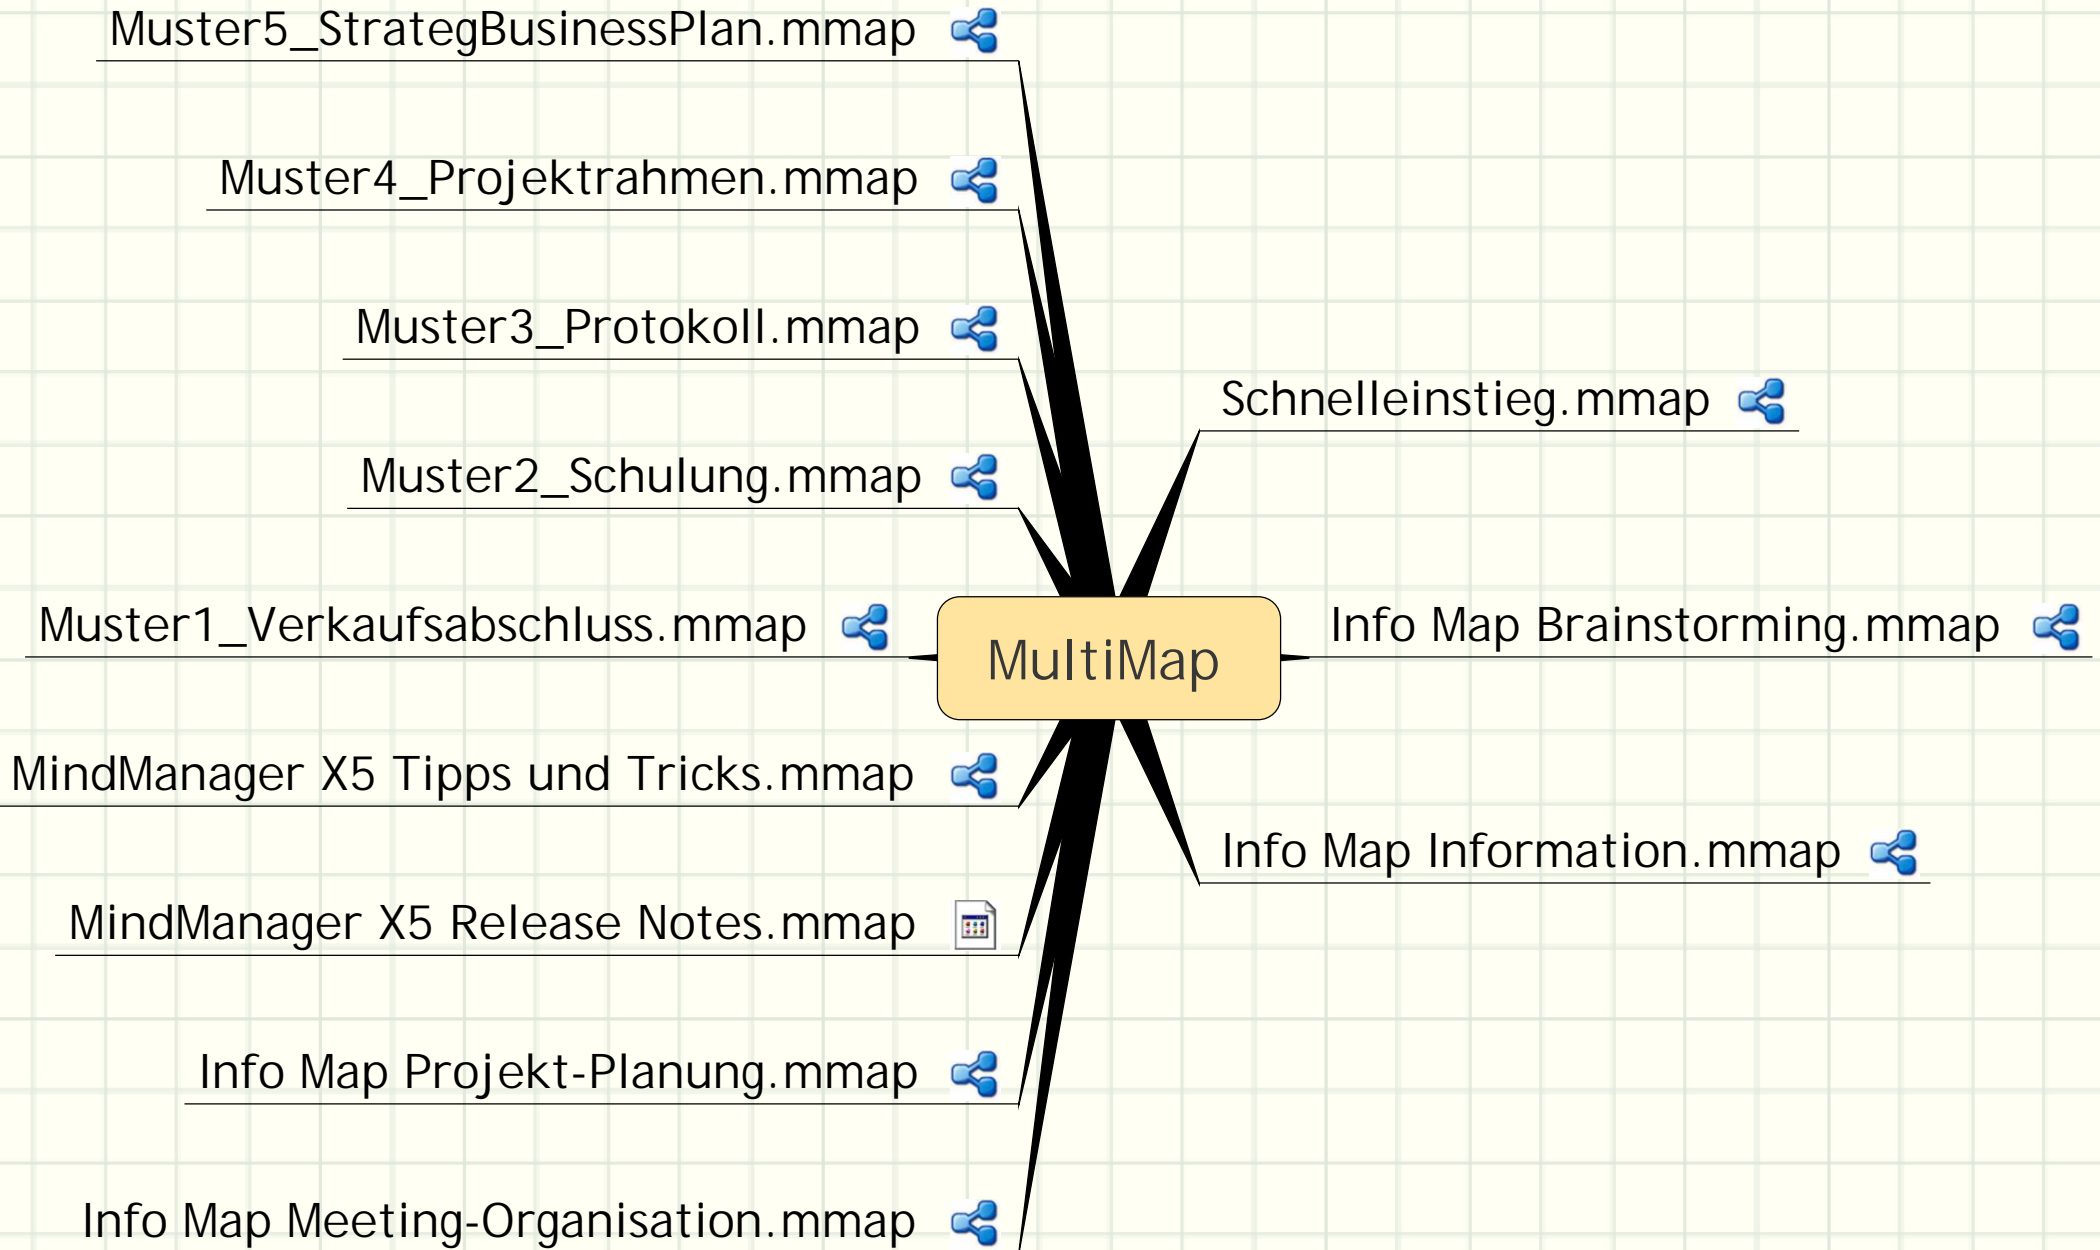 Muster5_StrategBusinessPlan.mmap
Muster4_Projektrahmen.mmap
Muster3_Protokoll.mmap
Muster2_Schulung.mmap
Muster1_Verkaufsabschluss.mmap
MindManager X5 Tipps und Tricks.mmap
MindManager X5 Release Notes.mmap
Info Map Projekt-Planung.mmap
Info Map Meeting-Organisation.mmap
MultiMap
Schnelleinstieg.mmap
Info Map Brainstorming.mmap
Info Map Information.mmap